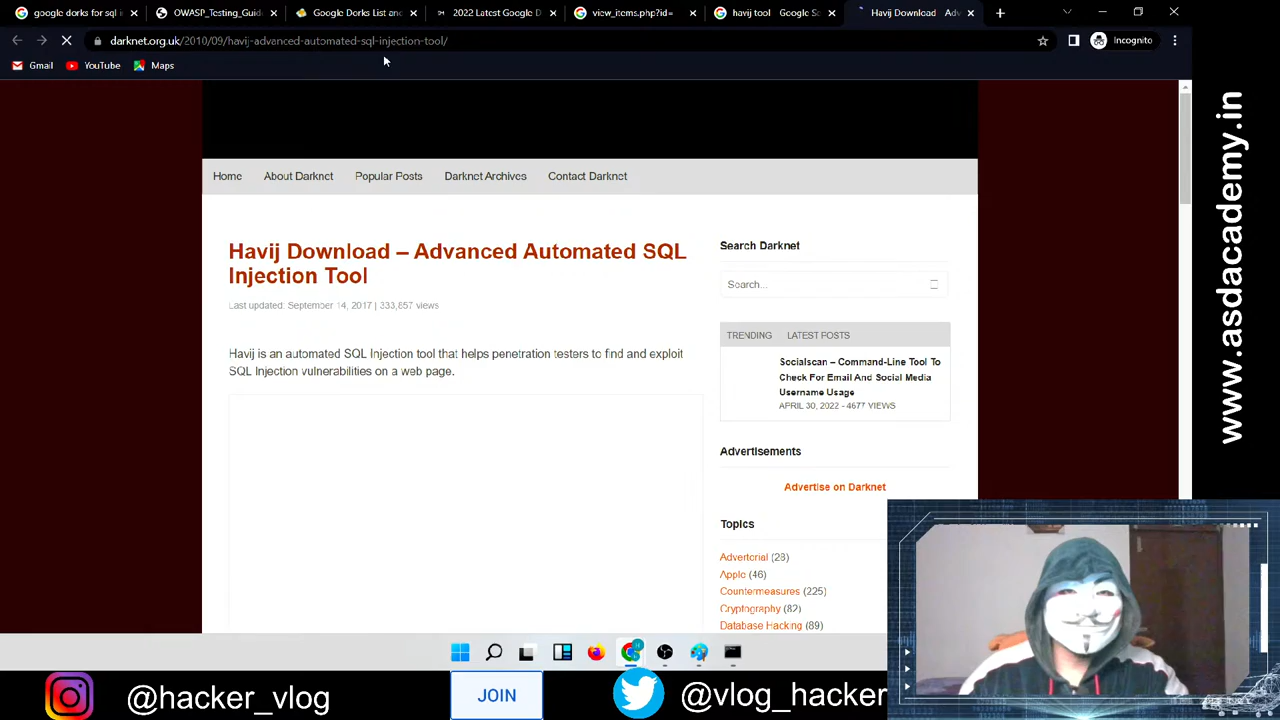 google dorks for sql i
OWASP_Testing_Guid
Google Dorks List and
2022 Latest Google D
view_items.php?id=
havij tool - Google Se
Havij Download - Adv
darknet.org.uk/2010/09/havij-advanced-automated-sql-injection-tool/
Incognito
Gmail
YouTube
Maps
Home
About Darknet
Popular Posts
Darknet Archives
Contact Darknet
Havij Download – Advanced Automated SQL
Injection Tool
Last updated: September 14, 2017 | 333,857 views
Havij is an automated SQL Injection tool that helps penetration testers to find and exploit
SQL Injection vulnerabilities on a web page.
Search Darknet
Search...
TRENDING
LATEST POSTS
Socialscan – Command-Line Tool To
Check For Email And Social Media
Username Usage
APRIL 30, 2022 - 4677 VIEWS
Advertisements
Advertise on Darknet
Topics
Advertorial (28)
Apple (46)
Countermeasures (225)
Cryptography (82)
Database Hacking (89)
www.asdacademy.in
@hacker_vlog
JOIN
@vlog_hacker